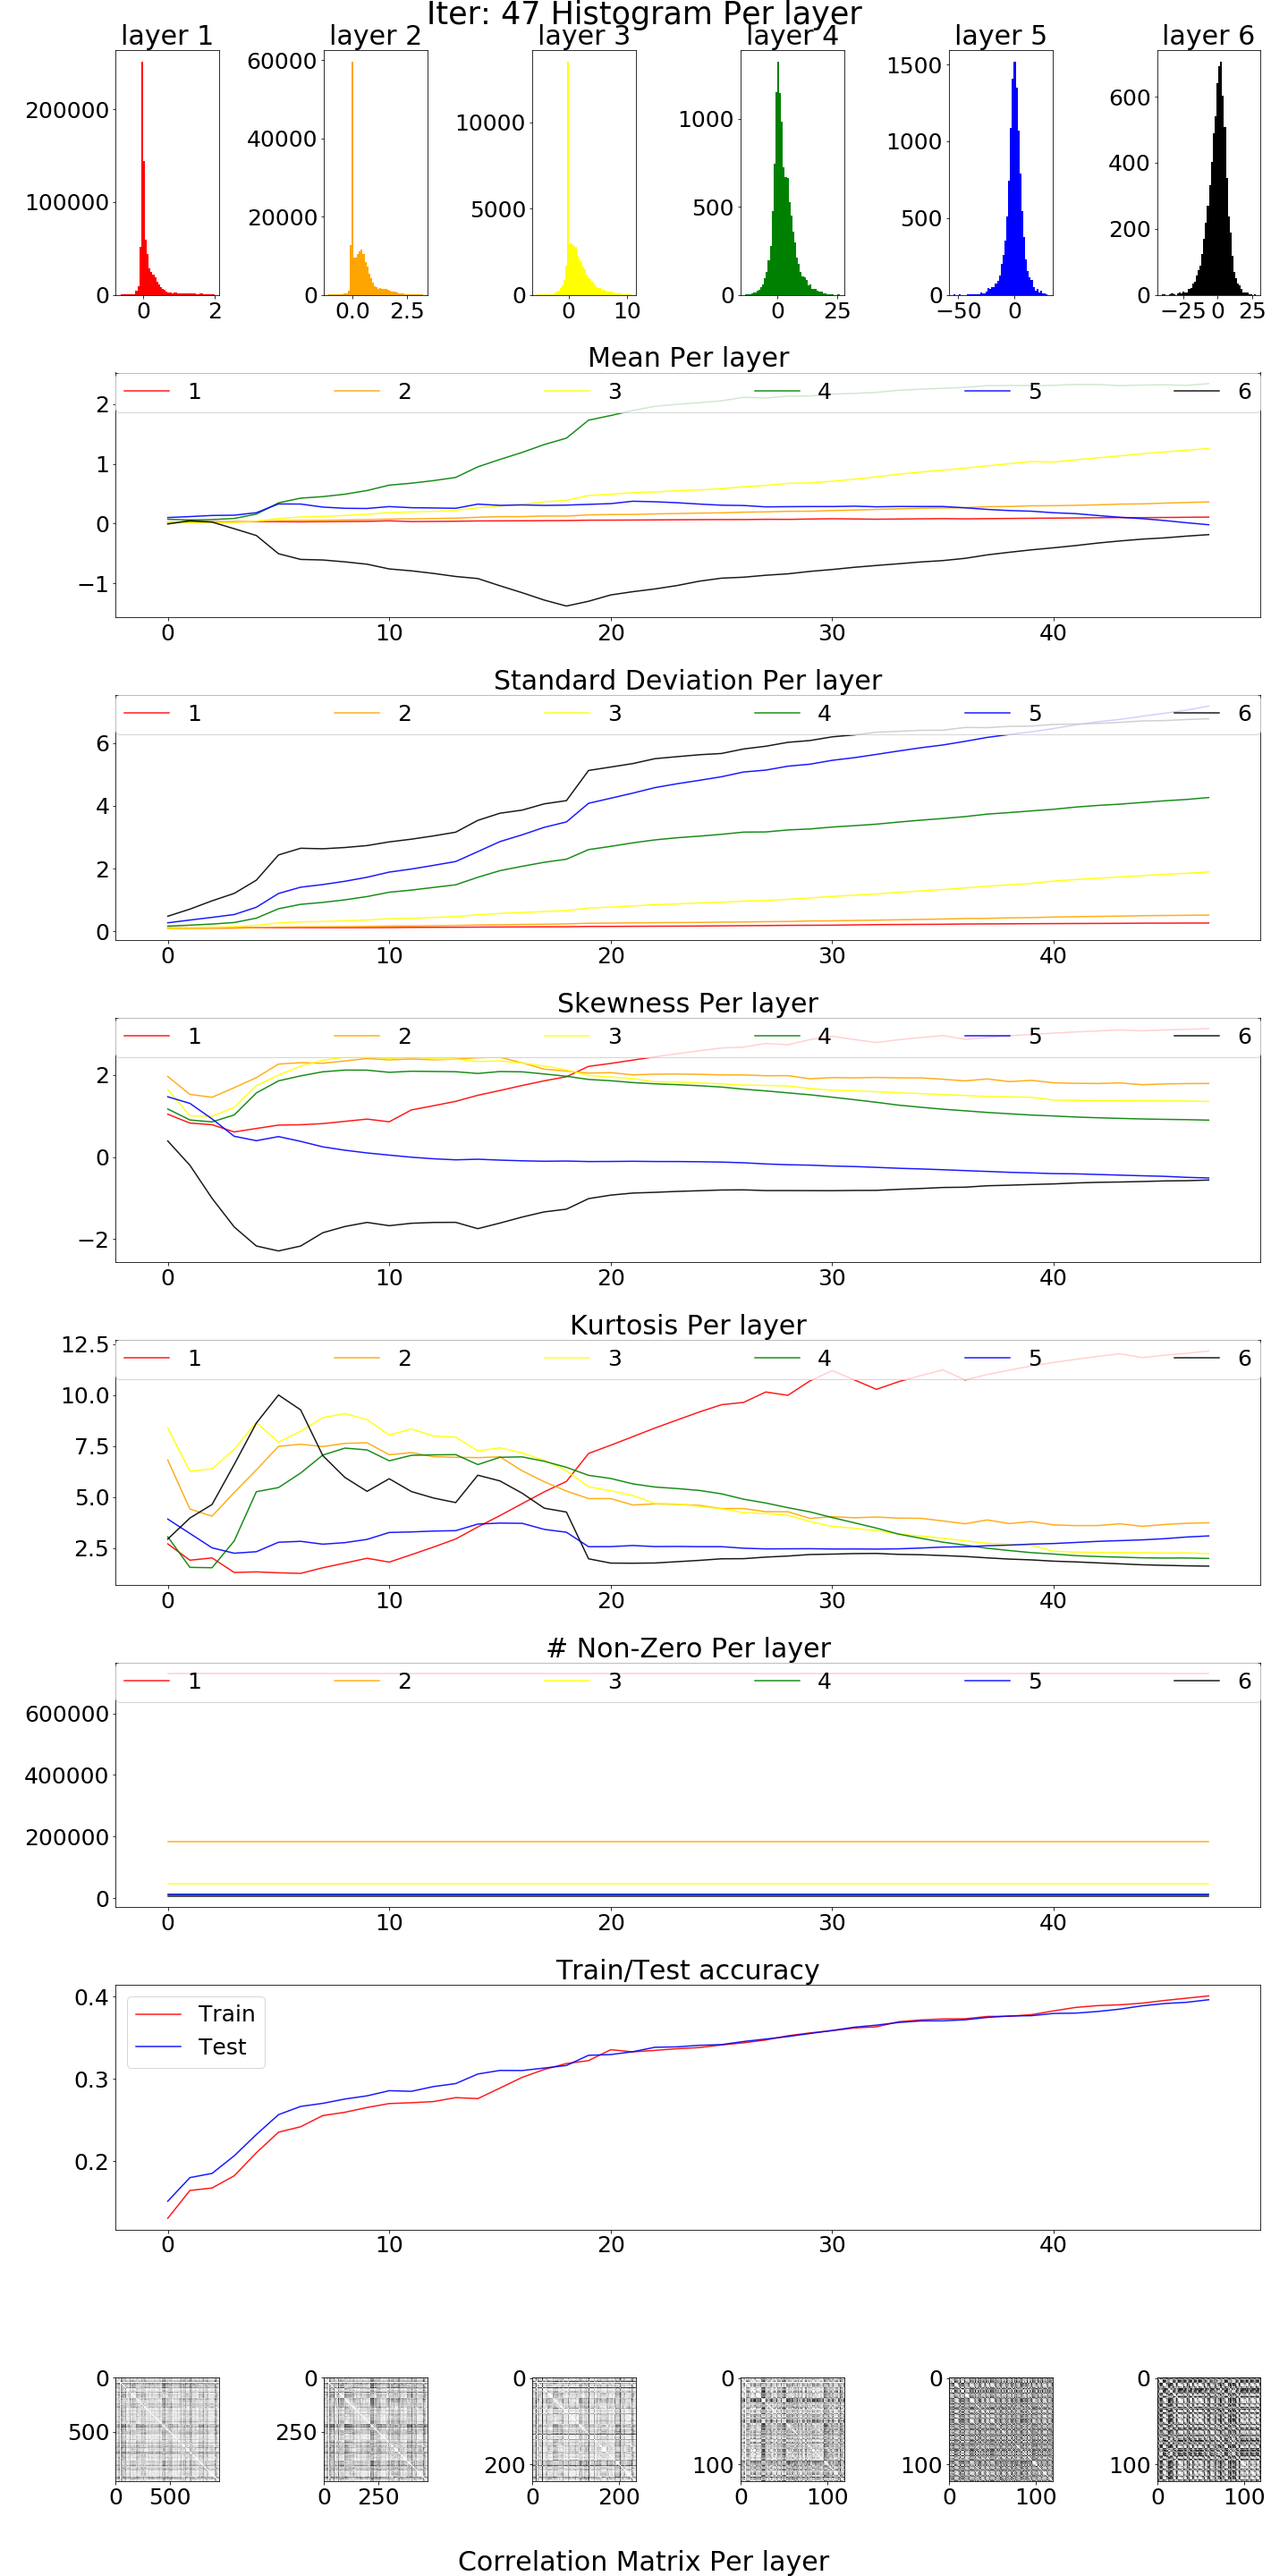 Iter: 47 Histogram Per layer
layer 1 layer 2 layer 3 layer 4 layer 5 layer 6
200000
100000
0
0 2
60000
40000
20000
0
0.0 2.5
10000
5000
0
0 10
1000
500
0
0 25
1500
1000
500
0
−50 0
600
400
200
0
−25 0 25
Mean Per layer
1 2 3 4 5 6
2
1
0
−1
0 10 20 30 40
Standard Deviation Per layer
1 2 3 4 5 6
6
4
2
0
0 10 20 30 40
Skewness Per layer
1 2 3 4 5 6
2
0
−2
0 10 20 30 40
Kurtosis Per layer
1 2 3 4 5 6
12.5
10.0
7.5
5.0
2.5
0 10 20 30 40
# Non-Zero Per layer
1 2 3 4 5 6
600000
400000
200000
0
0 10 20 30 40
Train/Test accuracy
Train
Test
0.4
0.3
0.2
0 10 20 30 40
0
500
0 500
0
250
0 250
0
200
0 200
0
100
0 100
0
100
0 100
0
100
0 100
Correlation Matrix Per layer